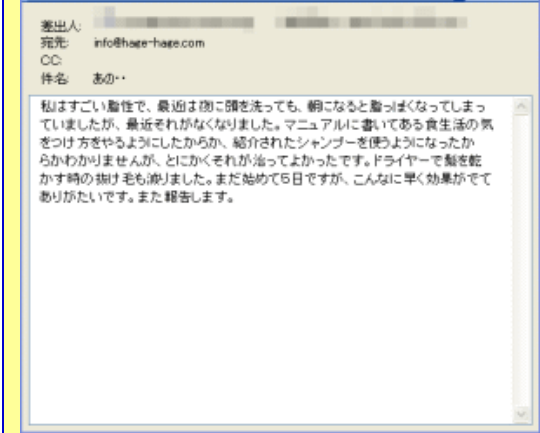 差出人:
宛先: info@hage-hage.com
CC:
件名: あの・・
私はすごい脂性で、最近は夜に頭を洗っても、朝になると脂っぽくなってしまっ
ていましたが、最近それがなくなりました。マニュアルに書いてある食生活の気
をつけ方をやるようにしたからか、紹介されたシャンプーを使うようになったか
らかわかりませんが、とにかくそれが治ってよかったです。ドライヤーで髪を乾
かす時の抜け毛も減りました。まだ始めて5日ですが、こんなに早く効果がでて
ありがたいです。また報告します。